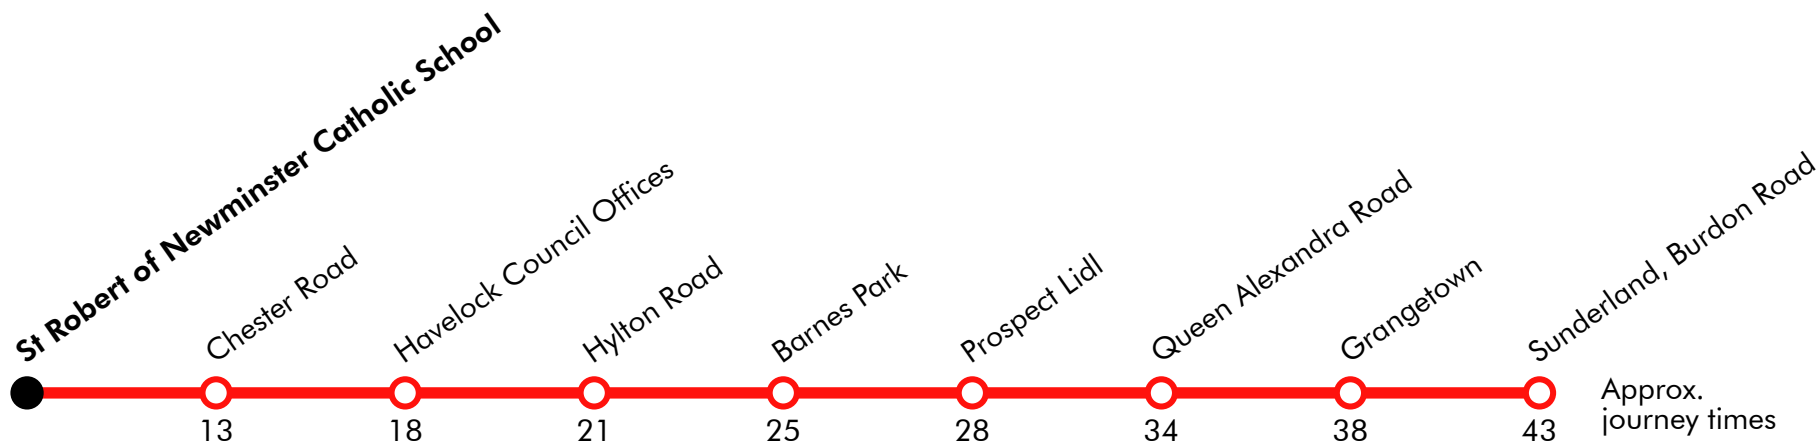 St Robert of Newminster Catholic School
Chester Road
Havelock Council Offices
Hylton Road
Barnes Park
Prospect Lidl
Queen Alexandra Road
Grangetown
Sunderland, Burdon Road
13 18 21 25 28 34 38 43
Approx.
journey times